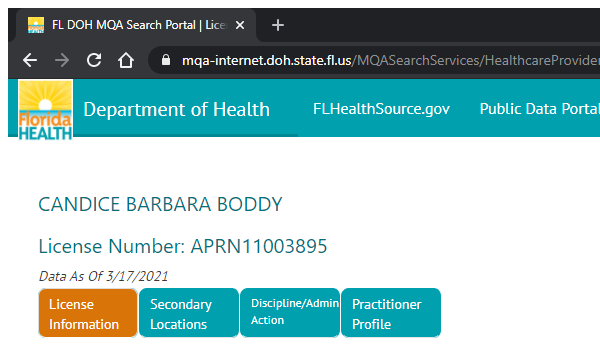 FL DOH MQA Search Portal | Lice
mqa-internet.doh.state.fl.us/MQASearchServices/HealthcareProvider
Florida
HEALTH
Department of Health
FLHealthSource.gov
Public Data Portal
CANDICE BARBARA BODDY
License Number: APRN11003895
Data As Of 3/17/2021
License
Information
Secondary
Locations
Discipline/Admin
Action
Practitioner
Profile